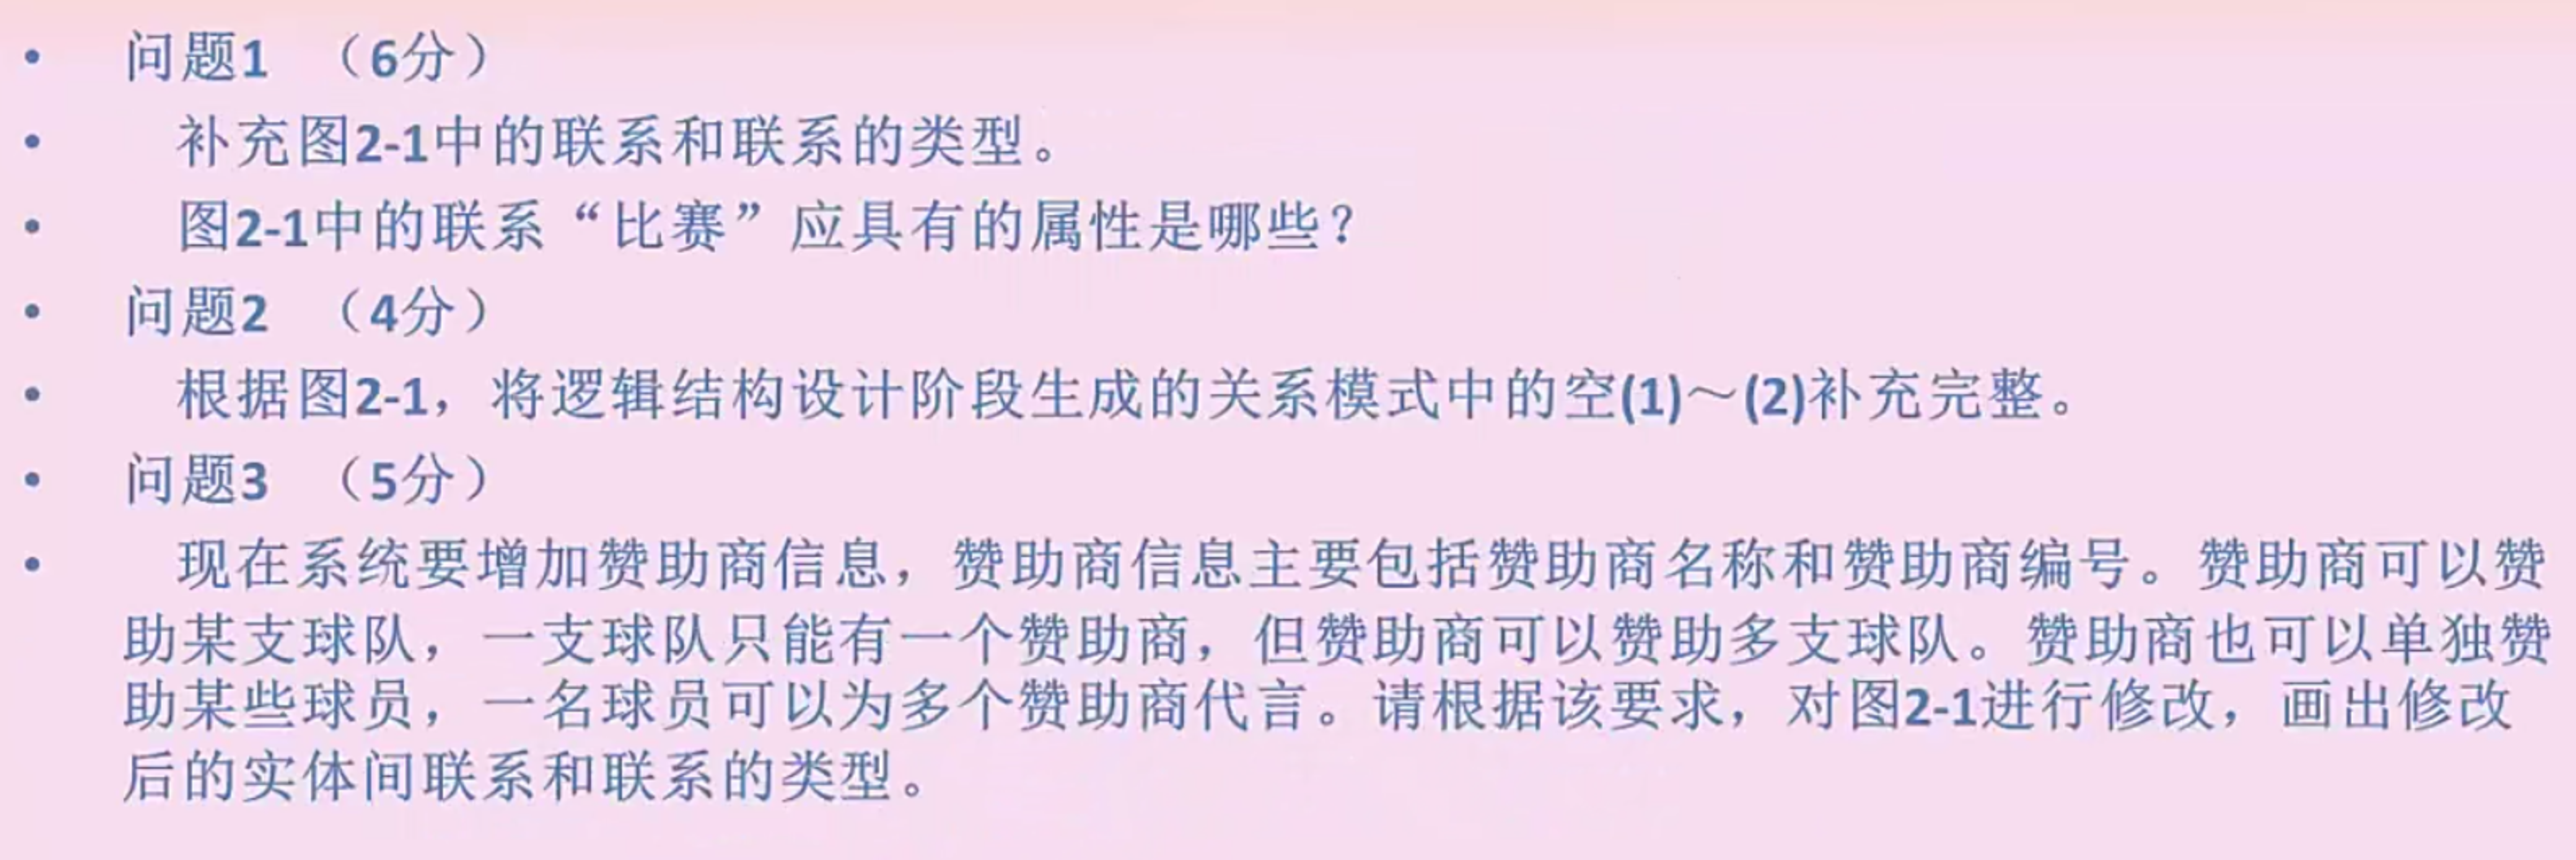 • 问题1 （6分）
• 补充图2-1中的联系和联系的类型。
• 图2-1中的联系“比赛”应具有的属性是哪些？
• 问题2 （4分）
• 根据图2-1，将逻辑结构设计阶段生成的关系模式中的空(1)～(2)补充完整。
• 问题3 （5分）
• 现在系统要增加赞助商信息，赞助商信息主要包括赞助商名称和赞助商编号。赞助商可以赞
助某支球队，一支球队只能有一个赞助商，但赞助商可以赞助多支球队。赞助商也可以单独赞
助某些球员，一名球员可以为多个赞助商代言。请根据该要求，对图2-1进行修改，画出修改
后的实体间联系和联系的类型。